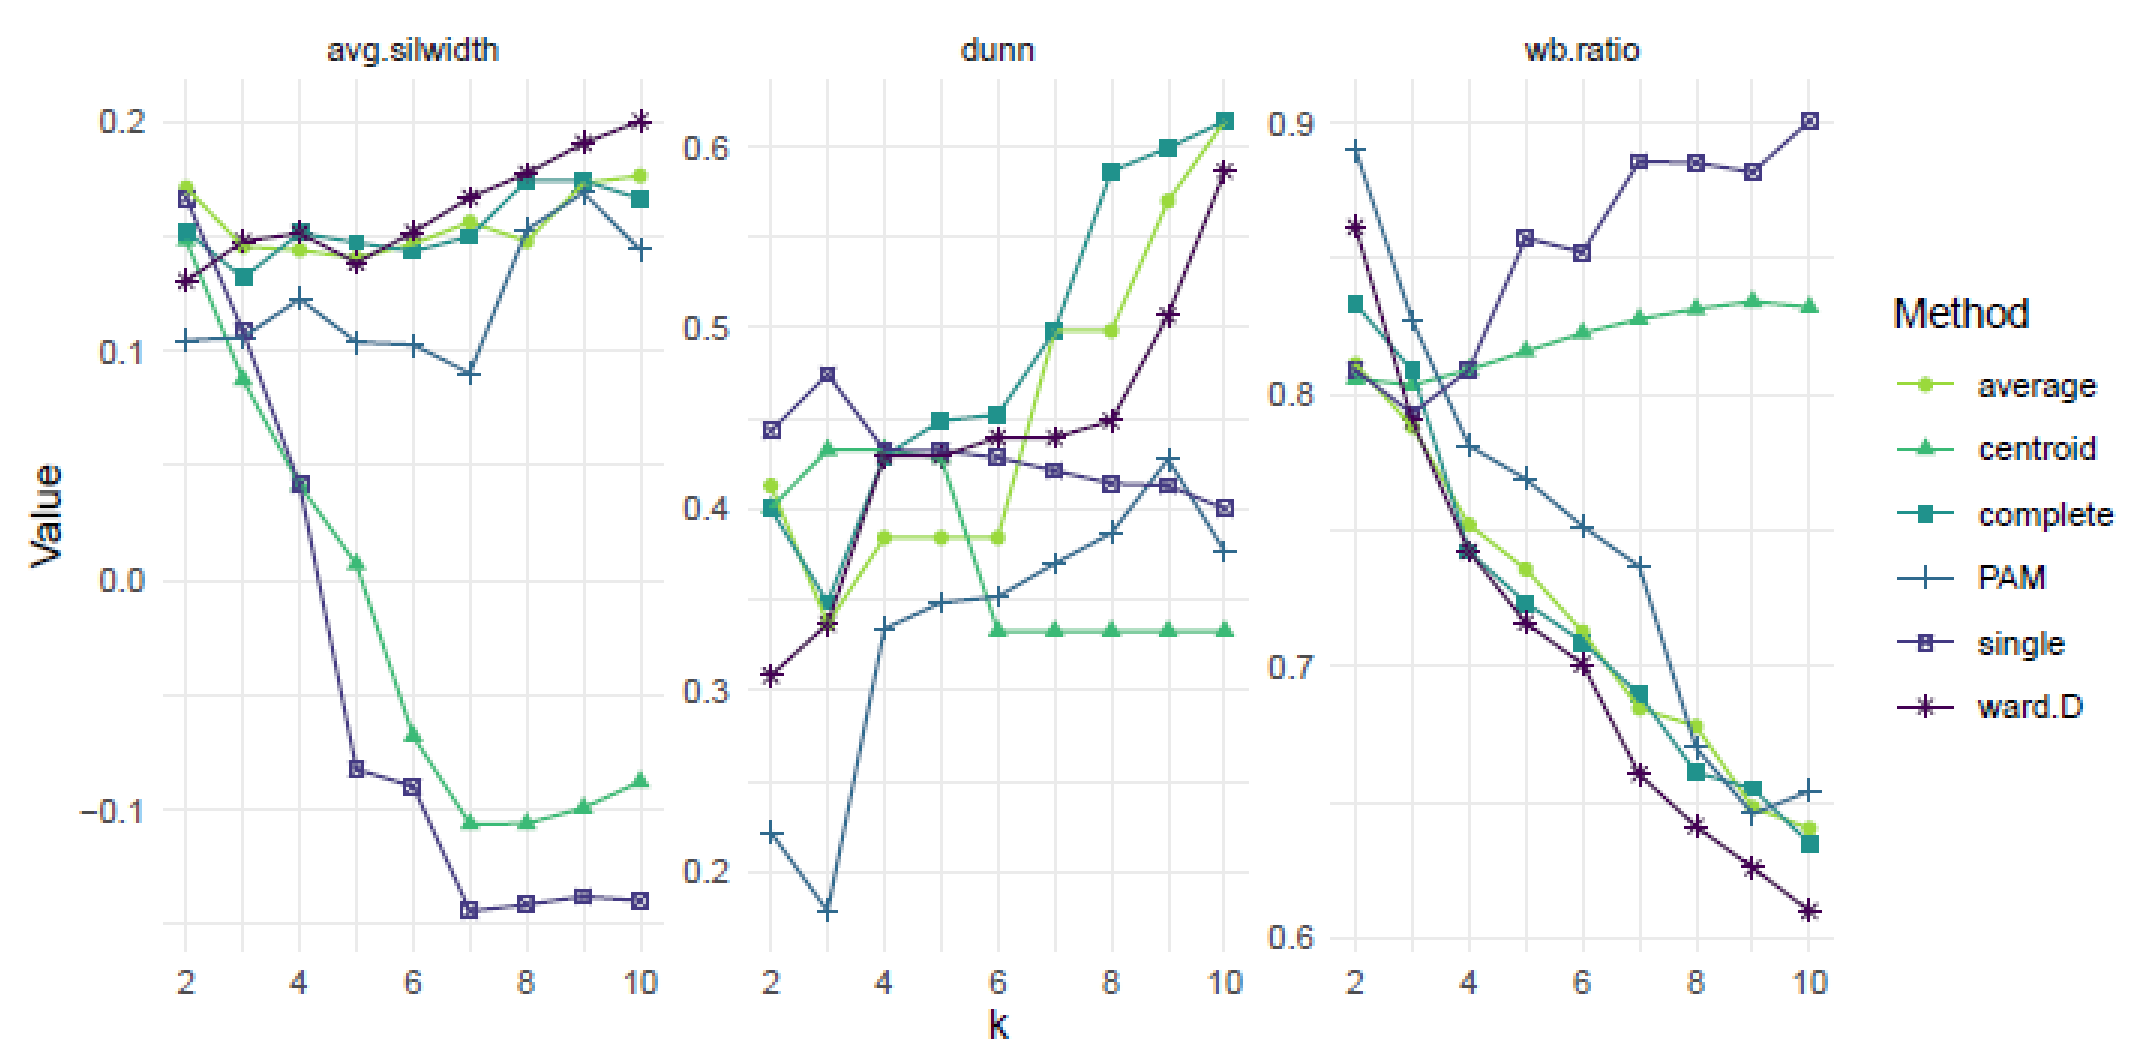 avg.silwidth
dunn
wb.ratio
Value
0.2
0.1
0.0
−0.1
2
4
6
8
10
0.6
0.5
0.4
0.3
0.2
2
4
6
8
10
0.9
0.8
0.7
0.6
2
4
6
8
10
k
Method
average
centroid
complete
PAM
single
ward.D